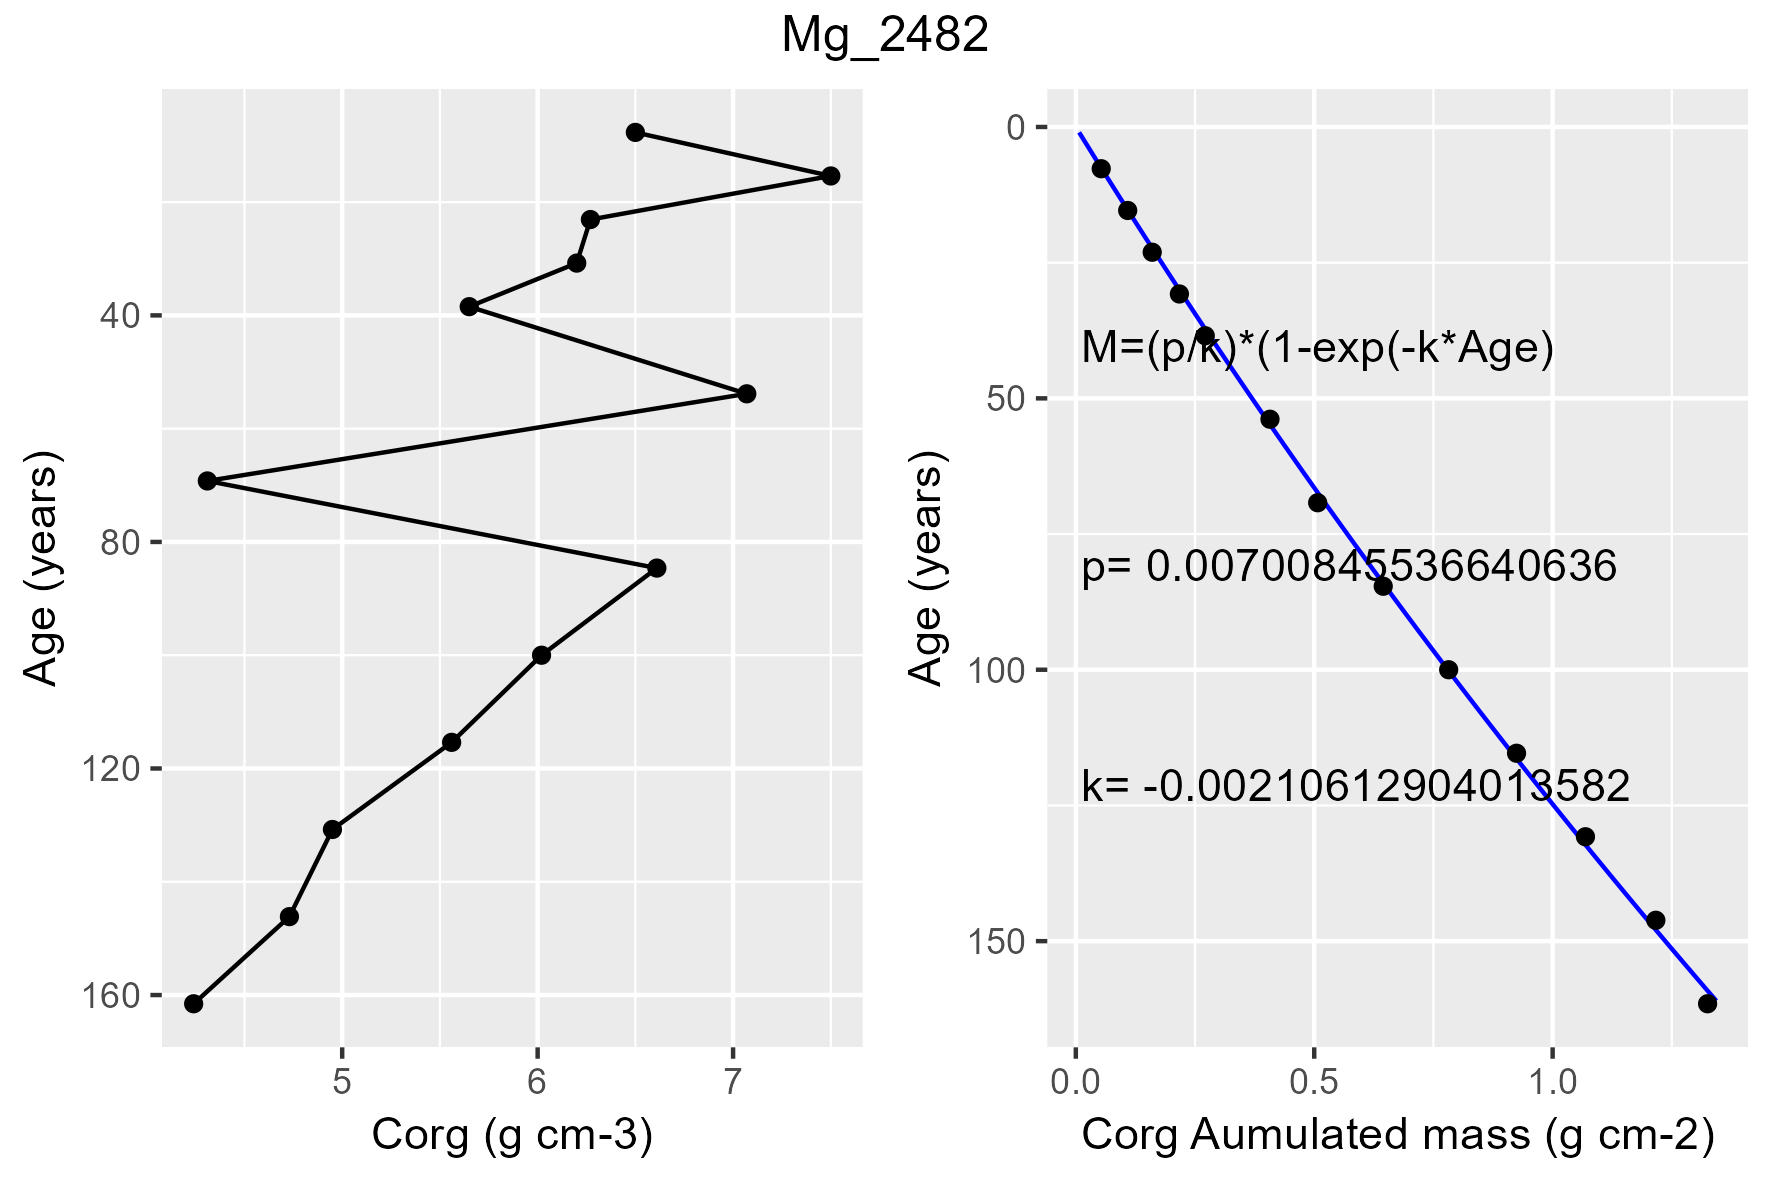 Mg_2482
Age (years)
40
80
120
160
5
6
7
Corg (g cm-3)
Age (years)
0
50
100
150
M=(p/k)*(1-exp(-k*Age)
p= 0.00700845536640636
k= -0.00210612904013582
0.0
0.5
1.0
Corg Aumulated mass (g cm-2)